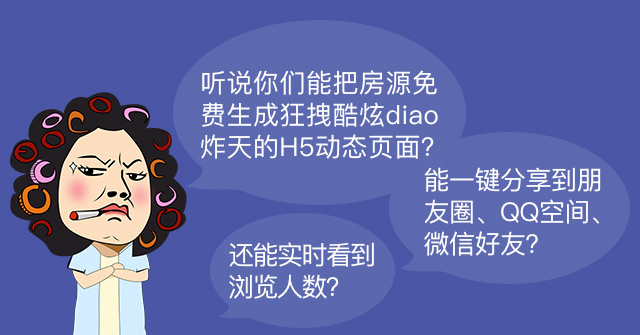 听说你们能把房源免
费生成狂拽酷炫diao
炸天的H5动态页面?
能一键分享到朋
友圈、QQ空间、
微信好友?
还能实时看到
浏览人数?